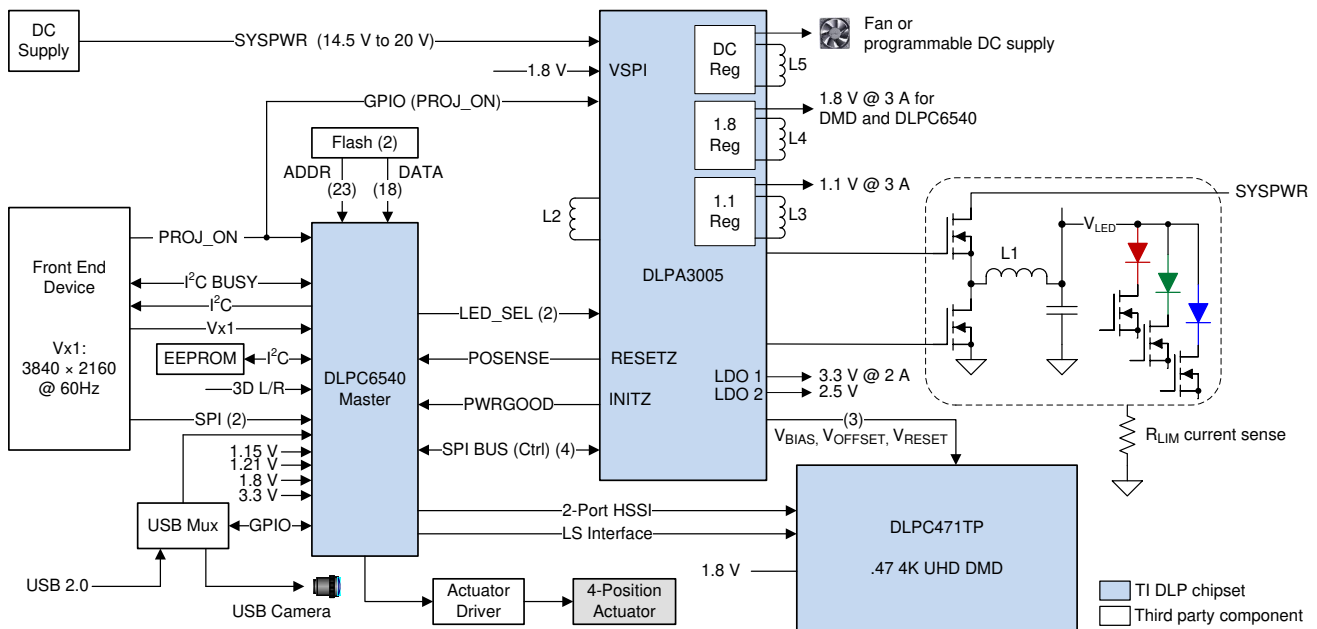 DC
Supply
SYSPWR (14.5 V to 20 V)
1.8 V
VSPI
GPIO (PROJ_ON)
DC
Reg
L5
Fan or
programmable DC supply
1.8
Reg
L4
1.8 V @ 3 A for
DMD and DLPC6540
1.1
Reg
L3
1.1 V @ 3 A
Flash (2)
ADDR
(23)
DATA
(18)
L2
DLPA3005
SYSPWR
L1
V_LED
Front End
Device
Vx1:
3840 × 2160
@ 60Hz
PROJ_ON
I²C BUSY
I²C
Vx1
EEPROM
I²C
3D L/R
SPI (2)
1.15 V
1.21 V
1.8 V
3.3 V
DLPC6540
Master
LED_SEL (2)
POSENSE
RESETZ
PWRGOOD
INITZ
SPI BUS (Ctrl) (4)
LDO 1
3.3 V @ 2 A
LDO 2
2.5 V
(3)
V_BIAS, V_OFFSET, V_RESET
R_LIM current sense
USB Mux
GPIO
2-Port HSSI
LS Interface
DLPC471TP
.47 4K UHD DMD
1.8 V
USB 2.0
USB Camera
Actuator
Driver
4-Position
Actuator
TI DLP chipset
Third party component